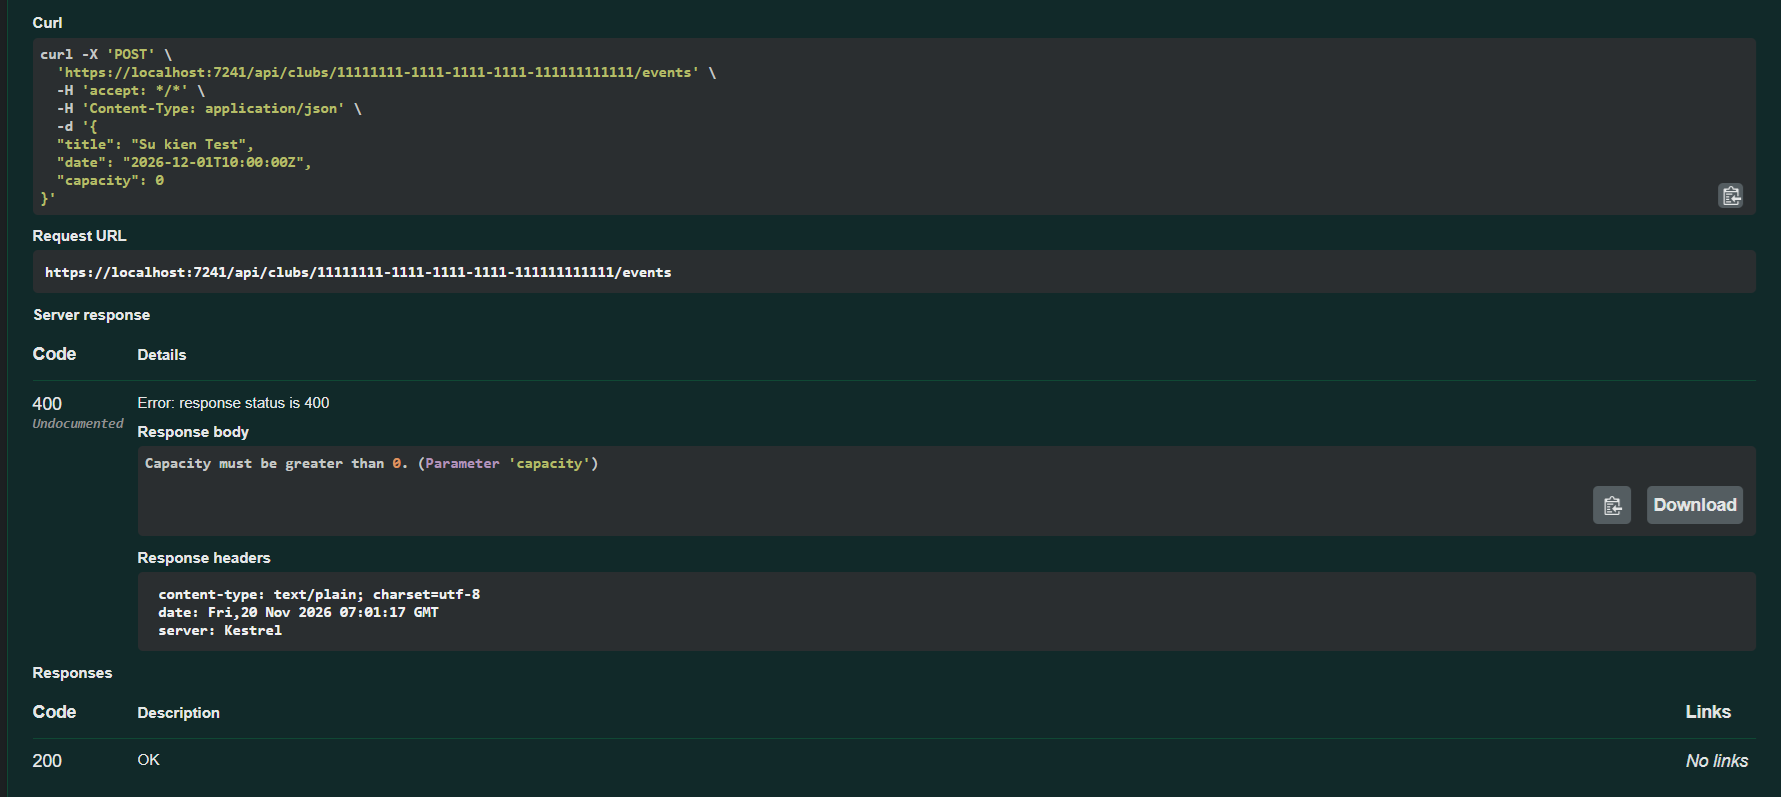 Curl
curl -X 'POST' \
'https://localhost:7241/api/clubs/11111111-1111-1111-1111-111111111111/events' \
-H 'accept: */*' \
-H 'Content-Type: application/json' \
-d '{
"title": "Su kien Test",
"date": "2026-12-01T10:00:00Z",
"capacity": 0
}'
Request URL
https://localhost:7241/api/clubs/11111111-1111-1111-1111-111111111111/events
Server response
Code Details
400 Error: response status is 400
Undocumented
Response body
Capacity must be greater than 0. (Parameter 'capacity')
Download
Response headers
content-type: text/plain; charset=utf-8
date: Fri,20 Nov 2026 07:01:17 GMT
server: Kestrel
Responses
Code Description Links
200 OK No links